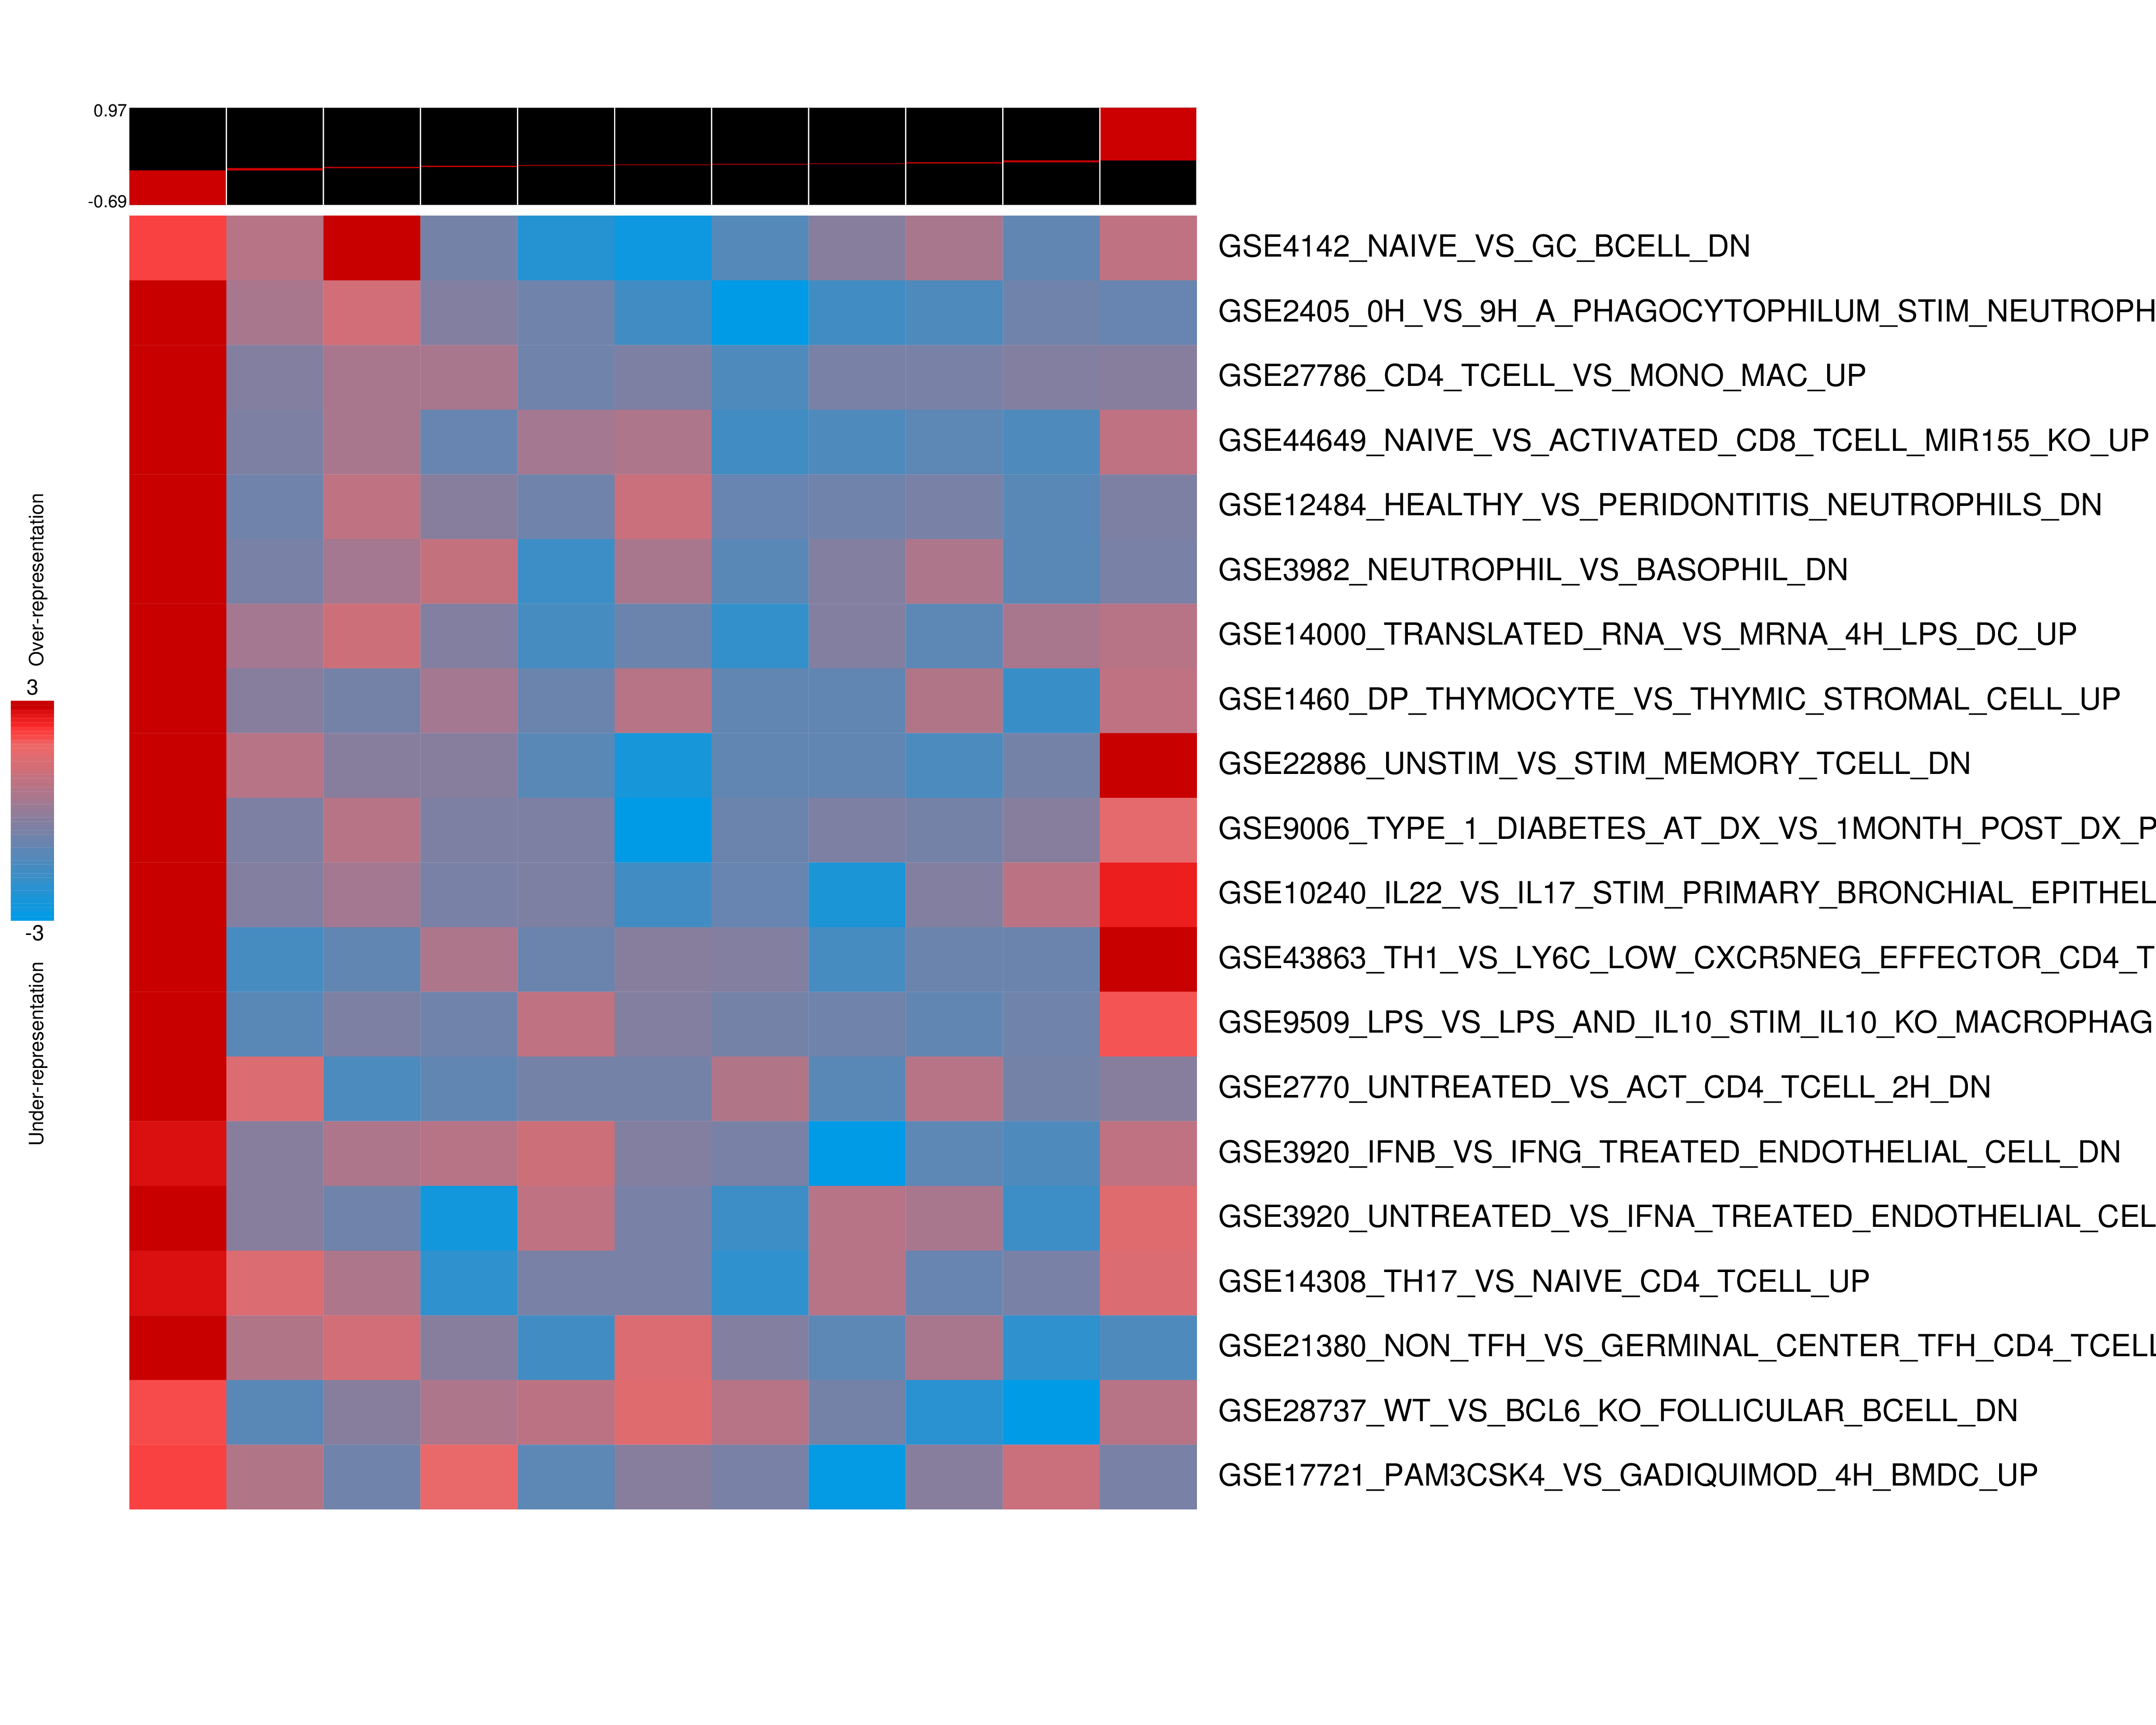 0.97
-0.69
GSE4142_NAIVE_VS_GC_BCELL_DN
GSE2405_0H_VS_9H_A_PHAGOCYTOPHILUM_STIM_NEUTROPH
GSE27786_CD4_TCELL_VS_MONO_MAC_UP
GSE44649_NAIVE_VS_ACTIVATED_CD8_TCELL_MIR155_KO_UP
GSE12484_HEALTHY_VS_PERIDONTITIS_NEUTROPHILS_DN
GSE3982_NEUTROPHIL_VS_BASOPHIL_DN
GSE14000_TRANSLATED_RNA_VS_MRNA_4H_LPS_DC_UP
GSE1460_DP_THYMOCYTE_VS_THYMIC_STROMAL_CELL_UP
GSE22886_UNSTIM_VS_STIM_MEMORY_TCELL_DN
GSE9006_TYPE_1_DIABETES_AT_DX_VS_1MONTH_POST_DX_P
GSE10240_IL22_VS_IL17_STIM_PRIMARY_BRONCHIAL_EPITHEL
GSE43863_TH1_VS_LY6C_LOW_CXCR5NEG_EFFECTOR_CD4_T
GSE9509_LPS_VS_LPS_AND_IL10_STIM_IL10_KO_MACROPHAG
GSE2770_UNTREATED_VS_ACT_CD4_TCELL_2H_DN
GSE3920_IFNB_VS_IFNG_TREATED_ENDOTHELIAL_CELL_DN
GSE3920_UNTREATED_VS_IFNA_TREATED_ENDOTHELIAL_CEL
GSE14308_TH17_VS_NAIVE_CD4_TCELL_UP
GSE21380_NON_TFH_VS_GERMINAL_CENTER_TFH_CD4_TCELL
GSE28737_WT_VS_BCL6_KO_FOLLICULAR_BCELL_DN
GSE17721_PAM3CSK4_VS_GADIQUIMOD_4H_BMDC_UP
Over-representation
3
-3
Under-representation